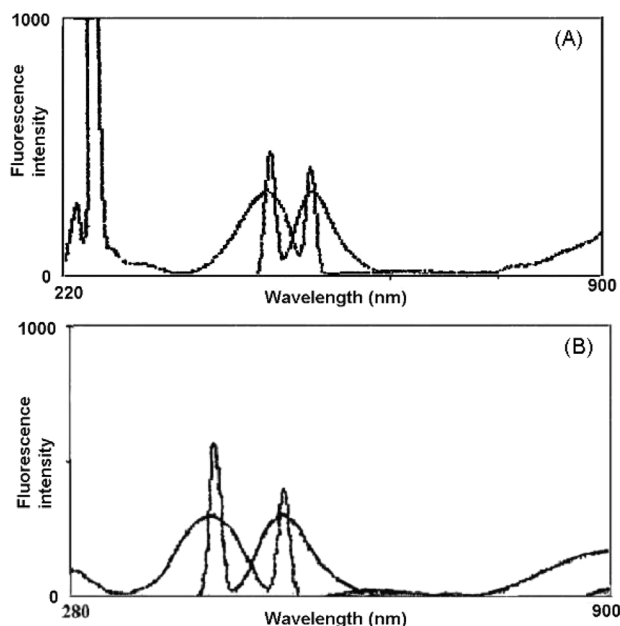 1000
(A)
Fluorescence
intensity
0
220
Wavelength (nm)
900
1000
(B)
Fluorescence
intensity
0
280
Wavelength (nm)
900